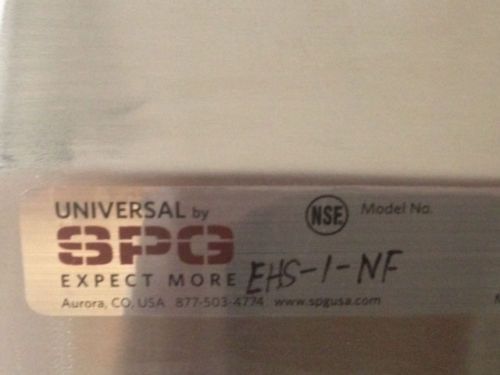 UNIVERSAL by
SPG
NSF Model No.
EXPECT MORE EHS-1-NF
Aurora, CO, USA 877-503-4774 www.spgusa.com